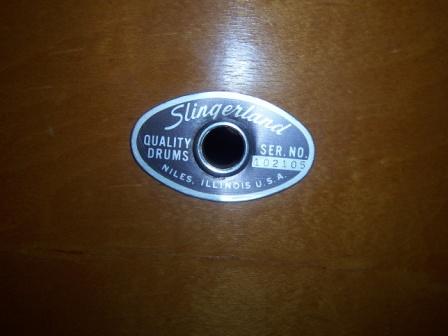 Slingerland
QUALITY
DRUMS
SER. NO.
102105
NILES, ILLINOIS U.S.A.